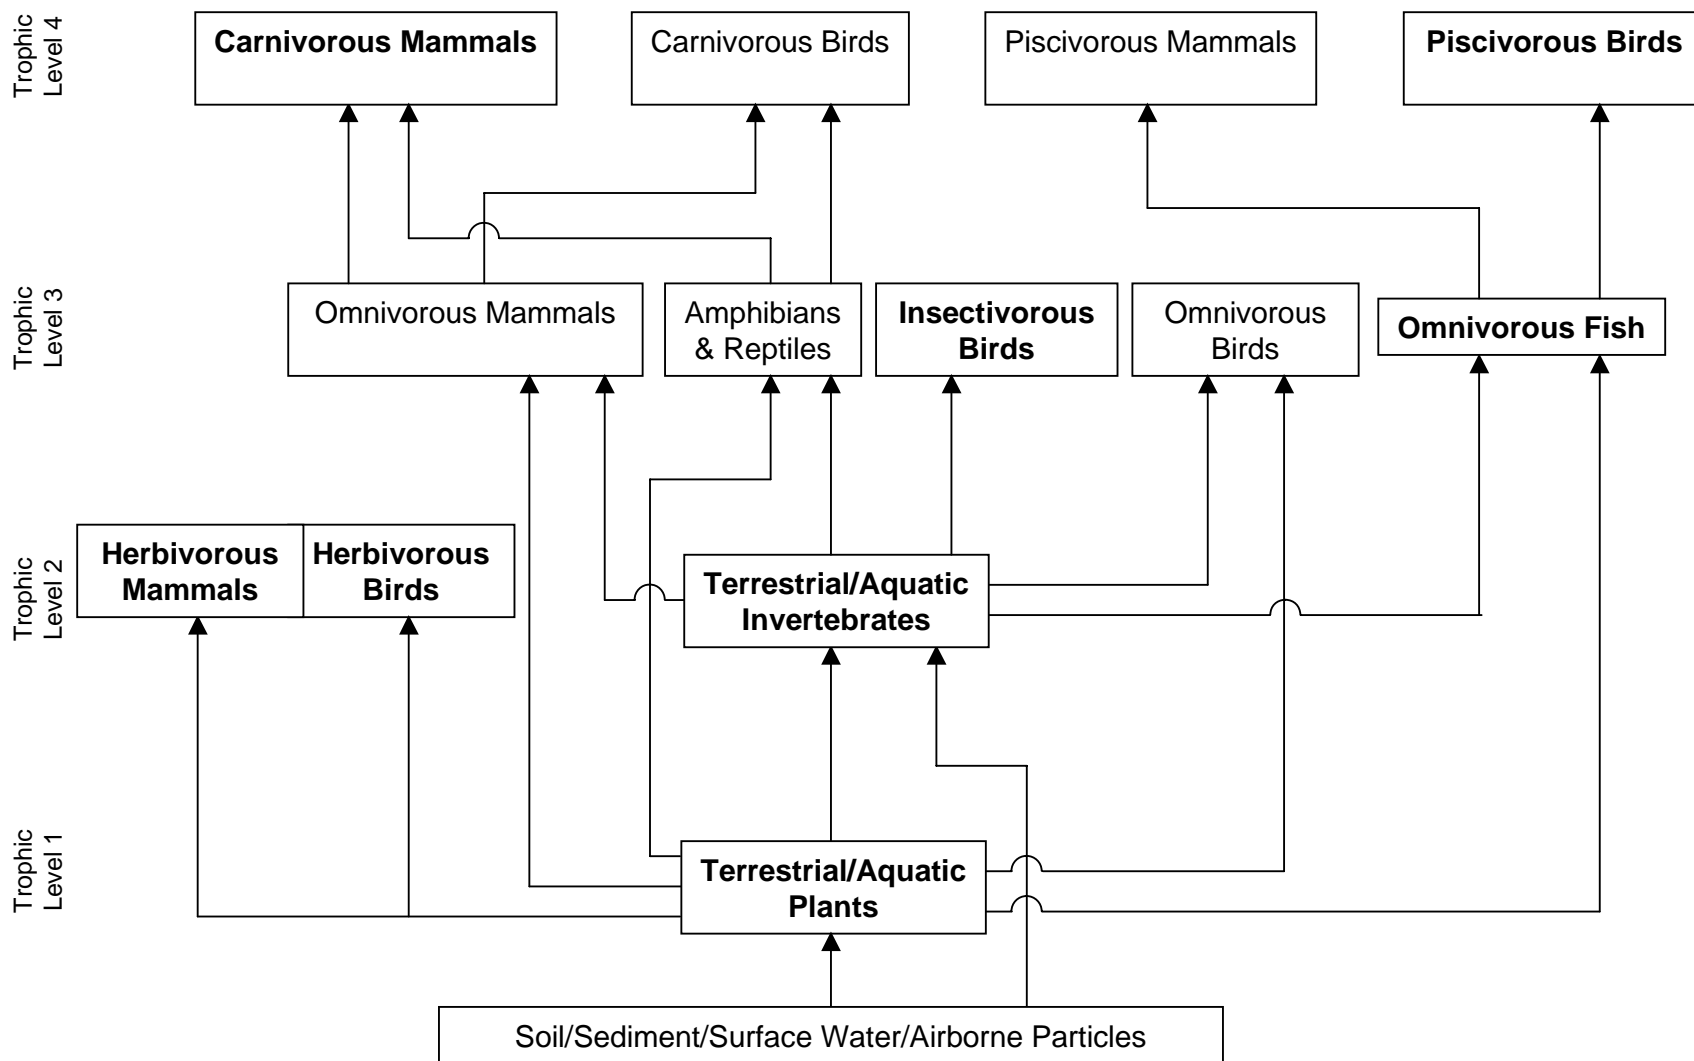 Trophic
Level 4
Carnivorous Mammals
Carnivorous Birds
Piscivorous Mammals
Piscivorous Birds
Trophic
Level 3
Omnivorous Mammals
Amphibians
& Reptiles
Insectivorous
Birds
Omnivorous
Birds
Omnivorous Fish
Trophic
Level 2
Herbivorous
Mammals
Herbivorous
Birds
Terrestrial/Aquatic
Invertebrates
Trophic
Level 1
Terrestrial/Aquatic
Plants
Soil/Sediment/Surface Water/Airborne Particles